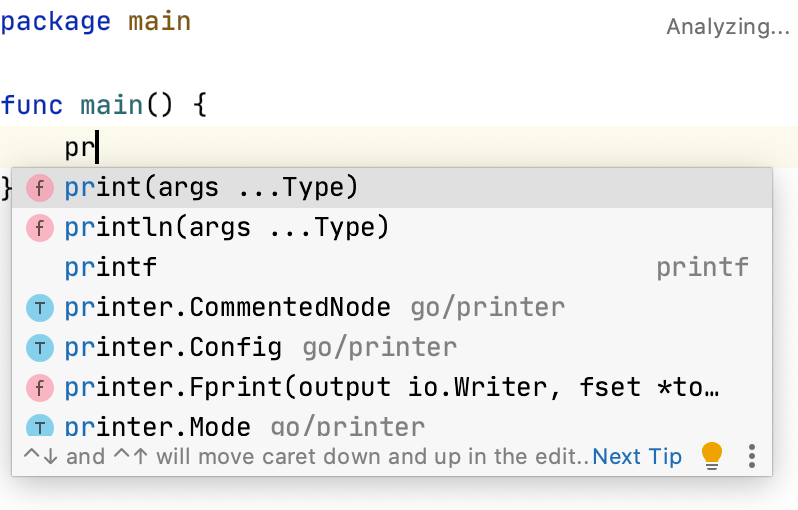 package main
Analyzing...
func main() {
pr
}
f print(args ...Type)
f println(args ...Type)
printf printf
T printer.CommentedNode go/printer
T printer.Config go/printer
f printer.Fprint(output io.Writer, fset *to…
T printer.Mode go/printer
^↓ and ^↑ will move caret down and up in the edit.. Next Tip